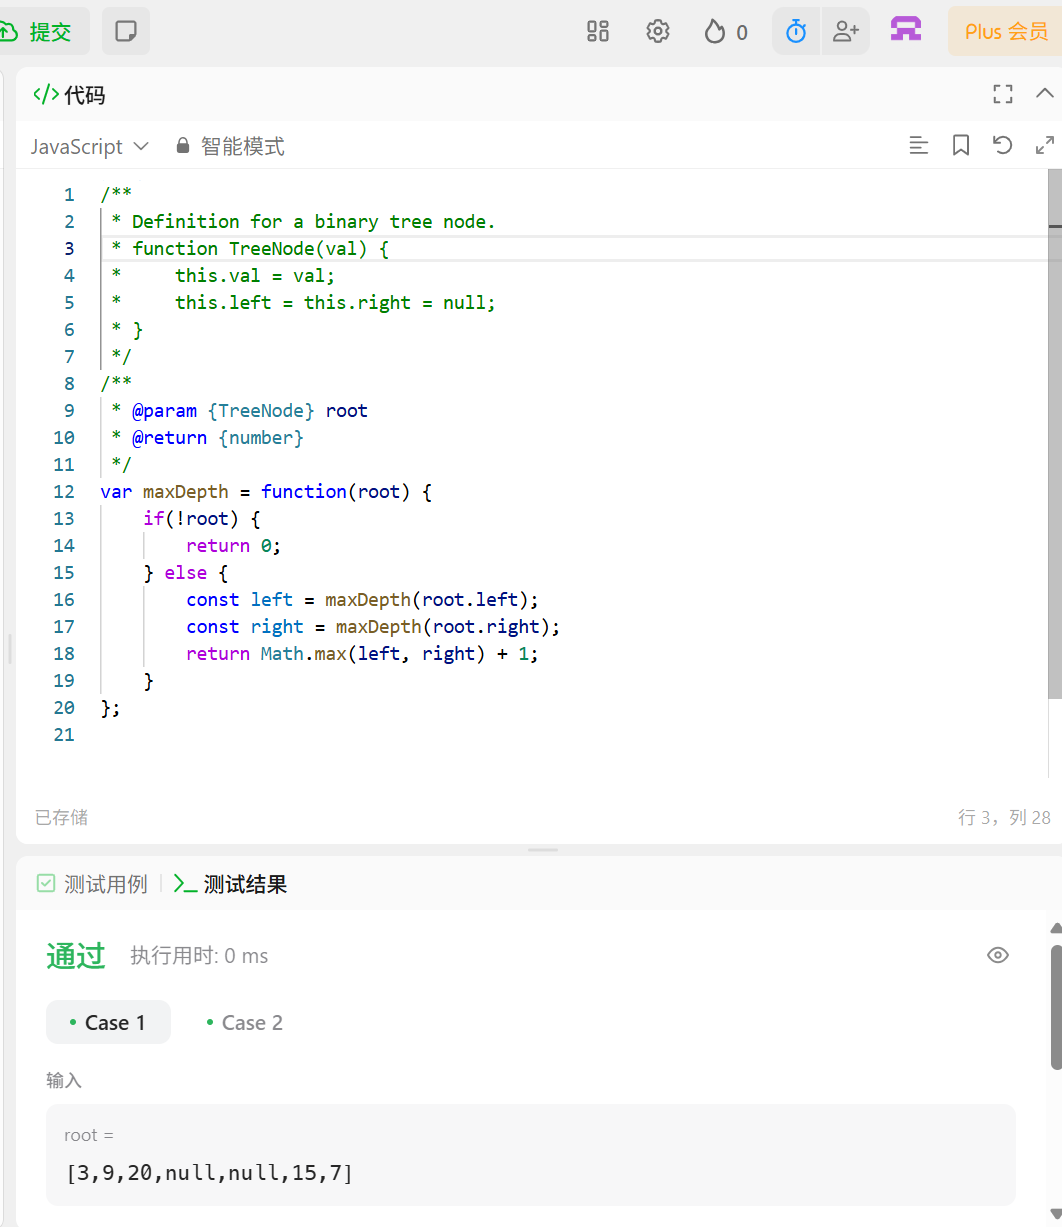 提交
0
Plus 会员
</> 代码
JavaScript
智能模式
1 /**
2  * Definition for a binary tree node.
3  * function TreeNode(val) {
4  *     this.val = val;
5  *     this.left = this.right = null;
6  * }
7  */
8 /**
9  * @param {TreeNode} root
10  * @return {number}
11  */
12 var maxDepth = function(root) {
13     if(!root) {
14         return 0;
15     } else {
16         const left = maxDepth(root.left);
17         const right = maxDepth(root.right);
18         return Math.max(left, right) + 1;
19     }
20 };
21
已存储
行 3，列 28
测试用例
测试结果
通过
执行用时: 0 ms
Case 1
Case 2
输入
root =
[3,9,20,null,null,15,7]